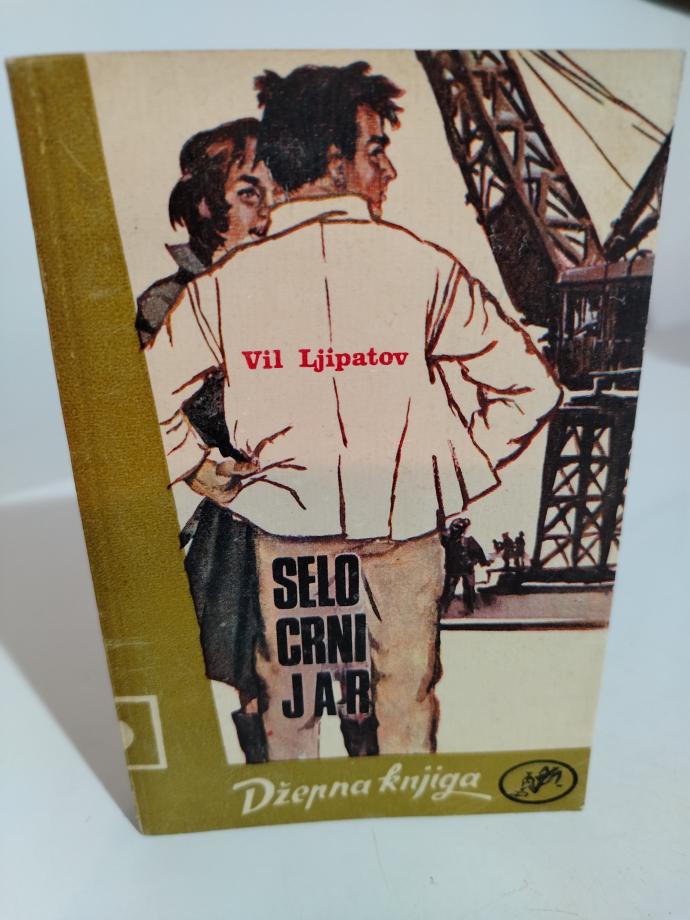 Vil Ljipatov
SELO
CRNI
JAR
Džepna knjiga